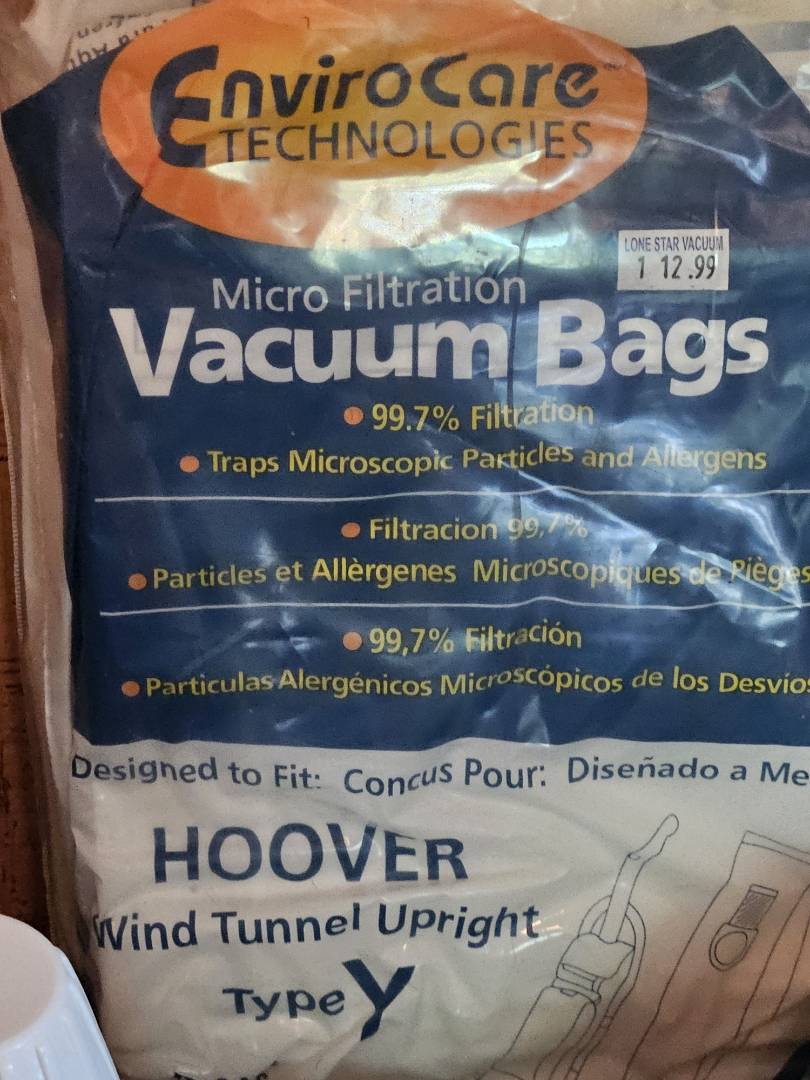 EnviroCare™
TECHNOLOGIES
LONE STAR VACUUM
1 12.99
Micro Filtration
Vacuum Bags
• 99.7% Filtration
• Traps Microscopic Particles and Allergens
• Filtracion 99,7%
• Particles et Allèrgenes Microscopiques de Pièges
• 99,7% Filtración
• Particulas Alergénicos Microscópicos de los Desvíos
Designed to Fit: Concus Pour: Diseñado a Me
HOOVER
Wind Tunnel Upright
Type Y